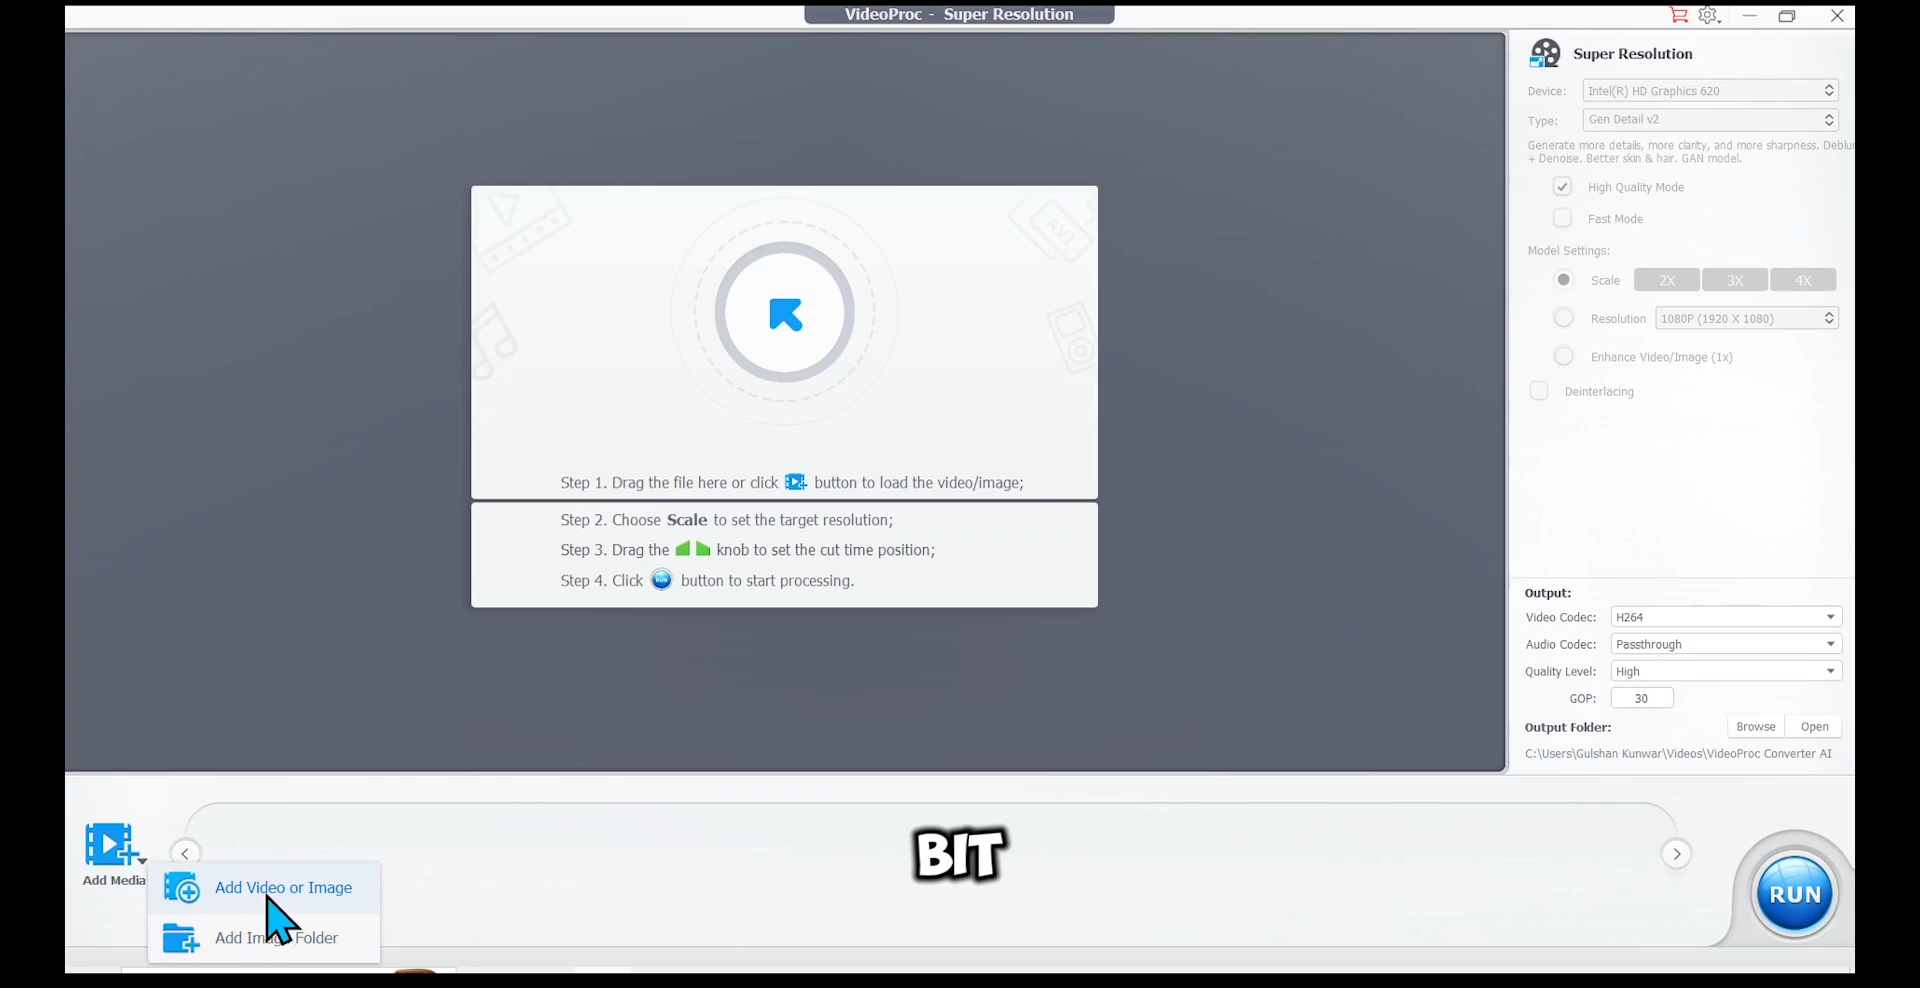 VideoProc - Super Resolution
Super Resolution
Device: Intel(R) HD Graphics 620
Type: Gen Detail v2
Generate more details, more clarity, and more sharpness. Deblur
+ Denoise. Better skin & hair. GAN model.
High Quality Mode
Fast Mode
Model Settings:
Scale 2X 3X 4X
Resolution 1080P (1920 X 1080)
Enhance Video/Image (1x)
Deinterlacing
AVI
Step 1. Drag the file here or click button to load the video/image;
Step 2. Choose Scale to set the target resolution;
Step 3. Drag the knob to set the cut time position;
Step 4. Click RUN button to start processing.
Output:
Video Codec: H264
Audio Codec: Passthrough
Quality Level: High
GOP: 30
Output Folder: Browse Open
C:\Users\Gulshan Kunwar\Videos\VideoProc Converter AI
Add Media
Add Video or Image
Add Folder
BIT
RUN